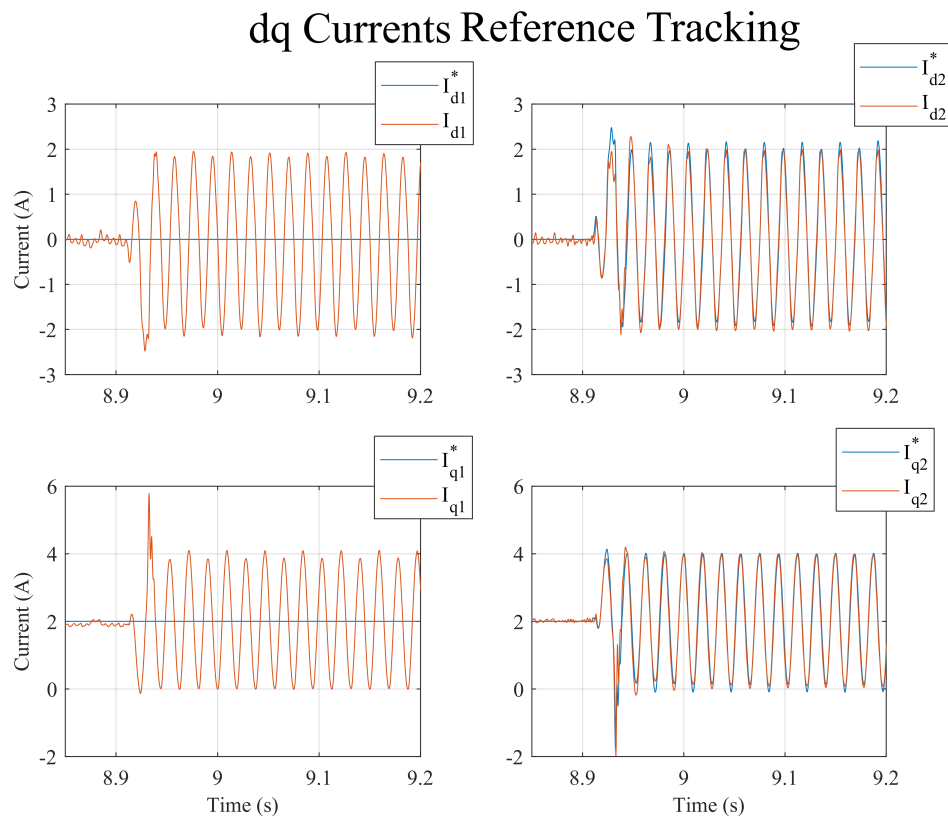 dq Currents Reference Tracking
I*d1
Id1
I*d2
Id2
Current (A)
3
2
1
0
-1
-2
-3
8.9 9 9.1 9.2
3
2
1
0
-1
-2
-3
8.9 9 9.1 9.2
I*q1
Iq1
I*q2
Iq2
Current (A)
6
4
2
0
-2
8.9 9 9.1 9.2
Time (s)
6
4
2
0
-2
8.9 9 9.1 9.2
Time (s)